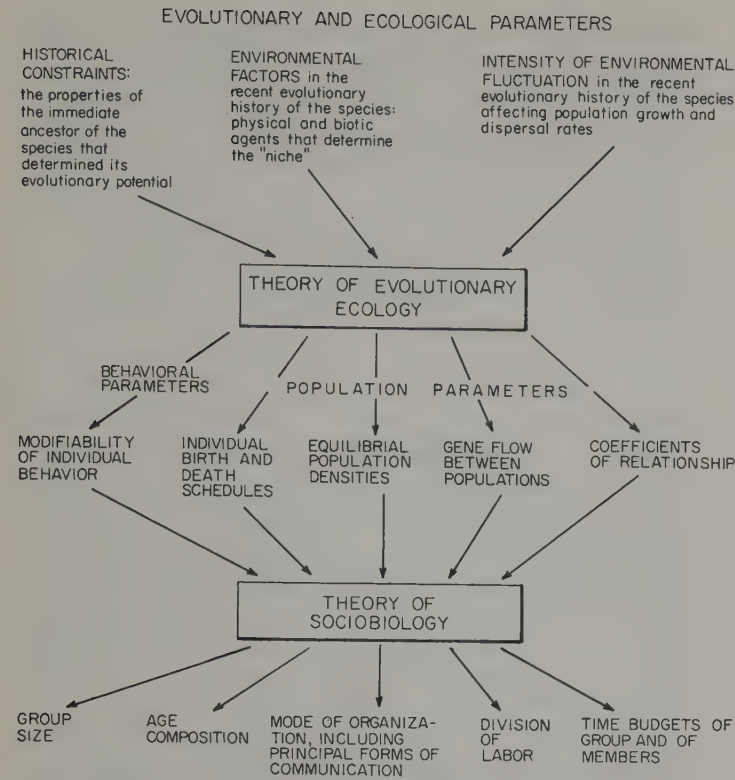 EVOLUTIONARY AND ECOLOGICAL PARAMETERS
HISTORICAL
CONSTRAINTS:
the properties of
the immediate
ancestor of the
species that
determined its
evolutionary potential
ENVIRONMENTAL
FACTORS in the
recent evolutionary
history of the species:
physical and biotic
agents that determine
the "niche"
INTENSITY OF ENVIRONMENTAL
FLUCTUATION in the recent
evolutionary history of the species
affecting population growth and
dispersal rates
THEORY OF EVOLUTIONARY
ECOLOGY
BEHAVIORAL
PARAMETERS
POPULATION PARAMETERS
MODIFIABILITY
OF INDIVIDUAL
BEHAVIOR
INDIVIDUAL
BIRTH AND
DEATH
SCHEDULES
EQUILIBRIAL
POPULATION
DENSITIES
GENE FLOW
BETWEEN
POPULATIONS
COEFFICIENTS
OF RELATIONSHIP
THEORY OF
SOCIOBIOLOGY
GROUP
SIZE
AGE
COMPOSITION
MODE OF ORGANIZA-
TION, INCLUDING
PRINCIPAL FORMS OF
COMMUNICATION
DIVISION
OF
LABOR
TIME BUDGETS OF
GROUP AND OF
MEMBERS